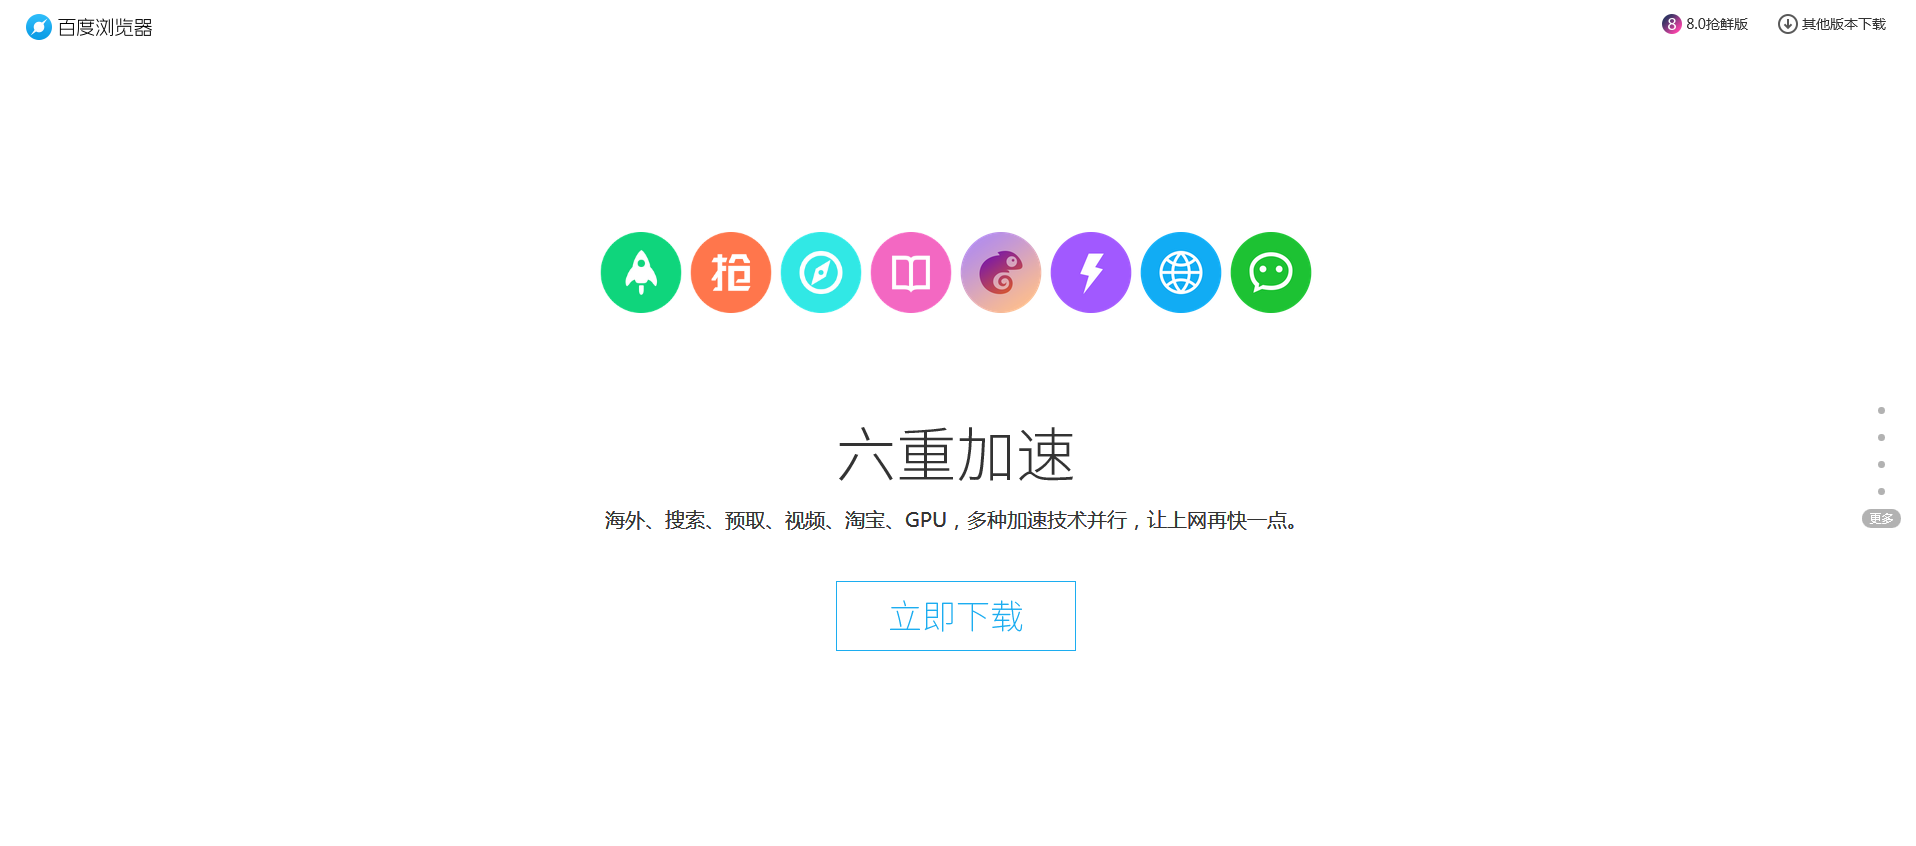 百度浏览器
8 8.0抢鲜版
其他版本下载
抢
六重加速
海外、搜索、预取、视频、淘宝、GPU，多种加速技术并行，让上网再快一点。
更多
立即下载